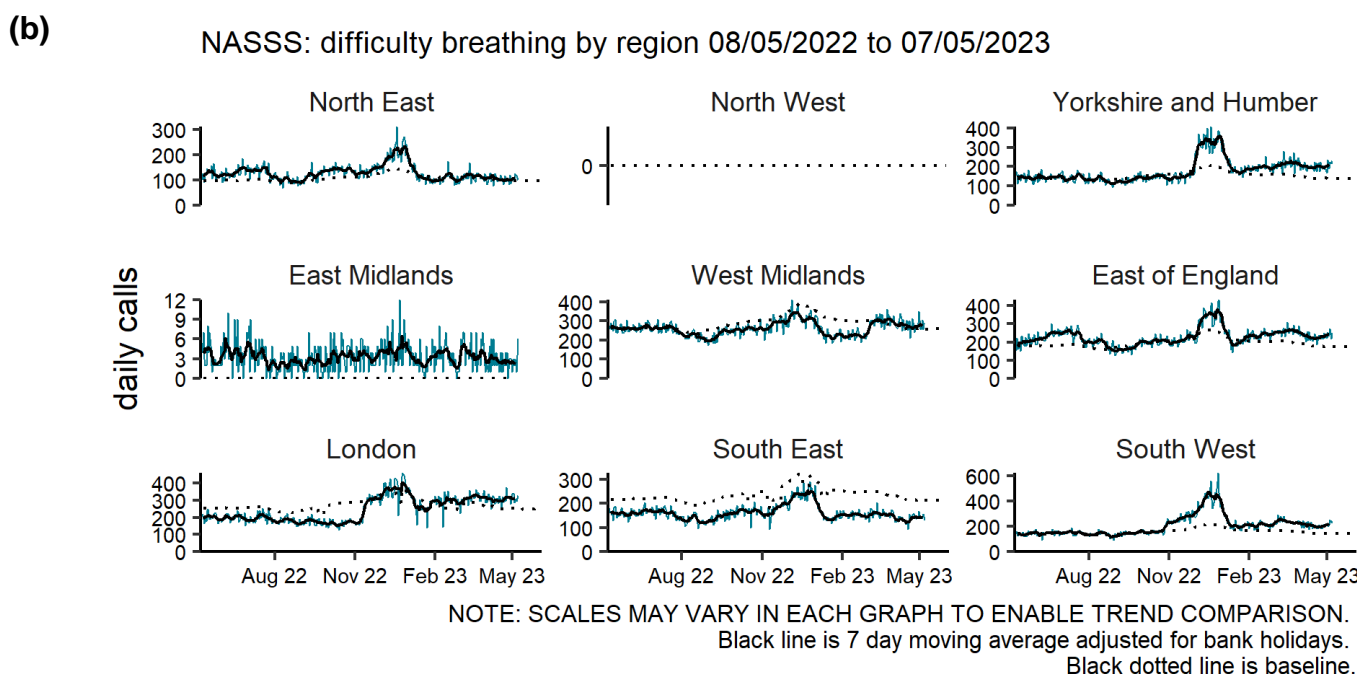 (b)
NASSS: difficulty breathing by region 08/05/2022 to 07/05/2023
North East
North West
Yorkshire and Humber
300
200
100
0
0
400
300
200
100
0
daily calls
East Midlands
West Midlands
East of England
12
9
6
3
0
400
300
200
100
0
400
300
200
100
0
London
South East
South West
400
300
200
100
0
300
200
100
0
600
400
200
0
Aug 22 Nov 22 Feb 23 May 23
Aug 22 Nov 22 Feb 23 May 23
Aug 22 Nov 22 Feb 23 May 23
NOTE: SCALES MAY VARY IN EACH GRAPH TO ENABLE TREND COMPARISON.
Black line is 7 day moving average adjusted for bank holidays.
Black dotted line is baseline.